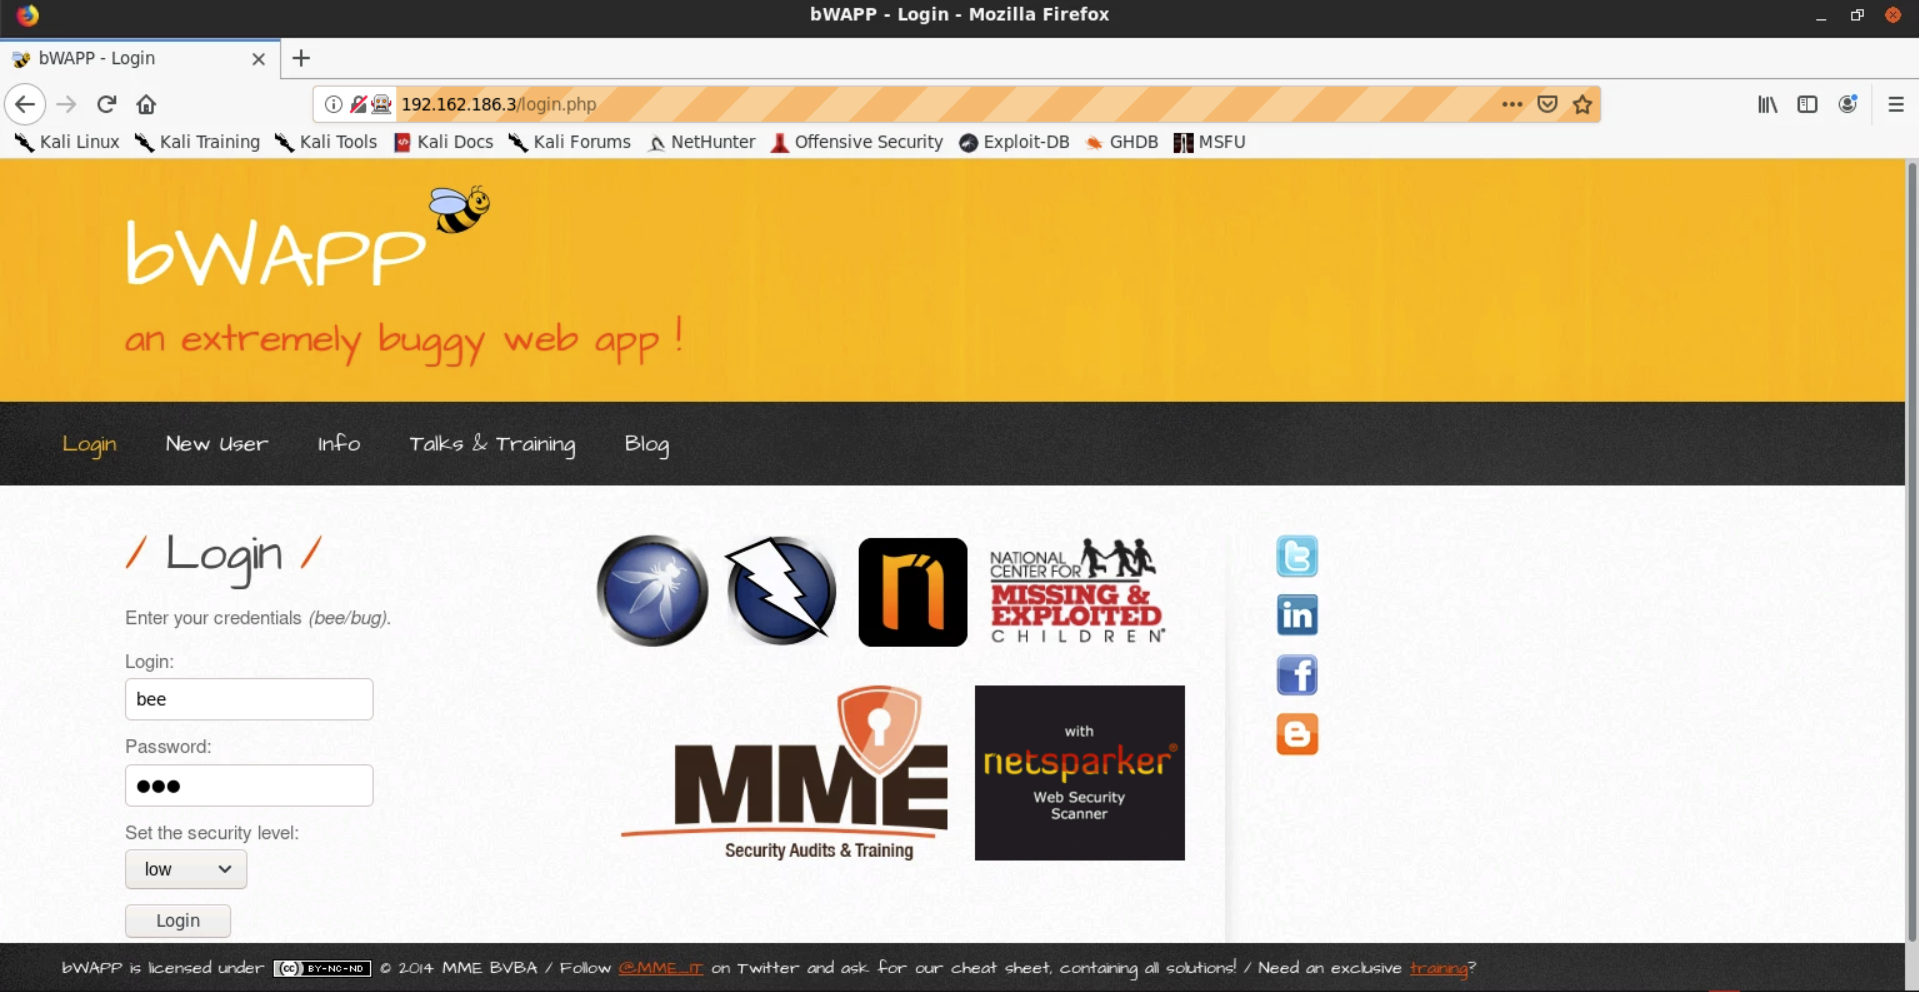 bWAPP - Login - Mozilla Firefox
bWAPP - Login
192.162.186.3/login.php
Kali Linux Kali Training Kali Tools Kali Docs Kali Forums NetHunter Offensive Security Exploit-DB GHDB MSFU
bWAPP
an extremely buggy web app !
Login New User Info Talks & Training Blog
/ Login /
Enter your credentials (bee/bug).
Login:
bee
Password:
Set the security level:
low
Login
NATIONAL
CENTER FOR
MISSING &
EXPLOITED
CHILDREN®
MME
Security Audits & Training
with
netsparker®
Web Security
Scanner
bWAPP is licensed under (cc) BY-NC-ND © 2014 MME BVBA / Follow @MME_IT on Twitter and ask for our cheat sheet, containing all solutions! / Need an exclusive training?